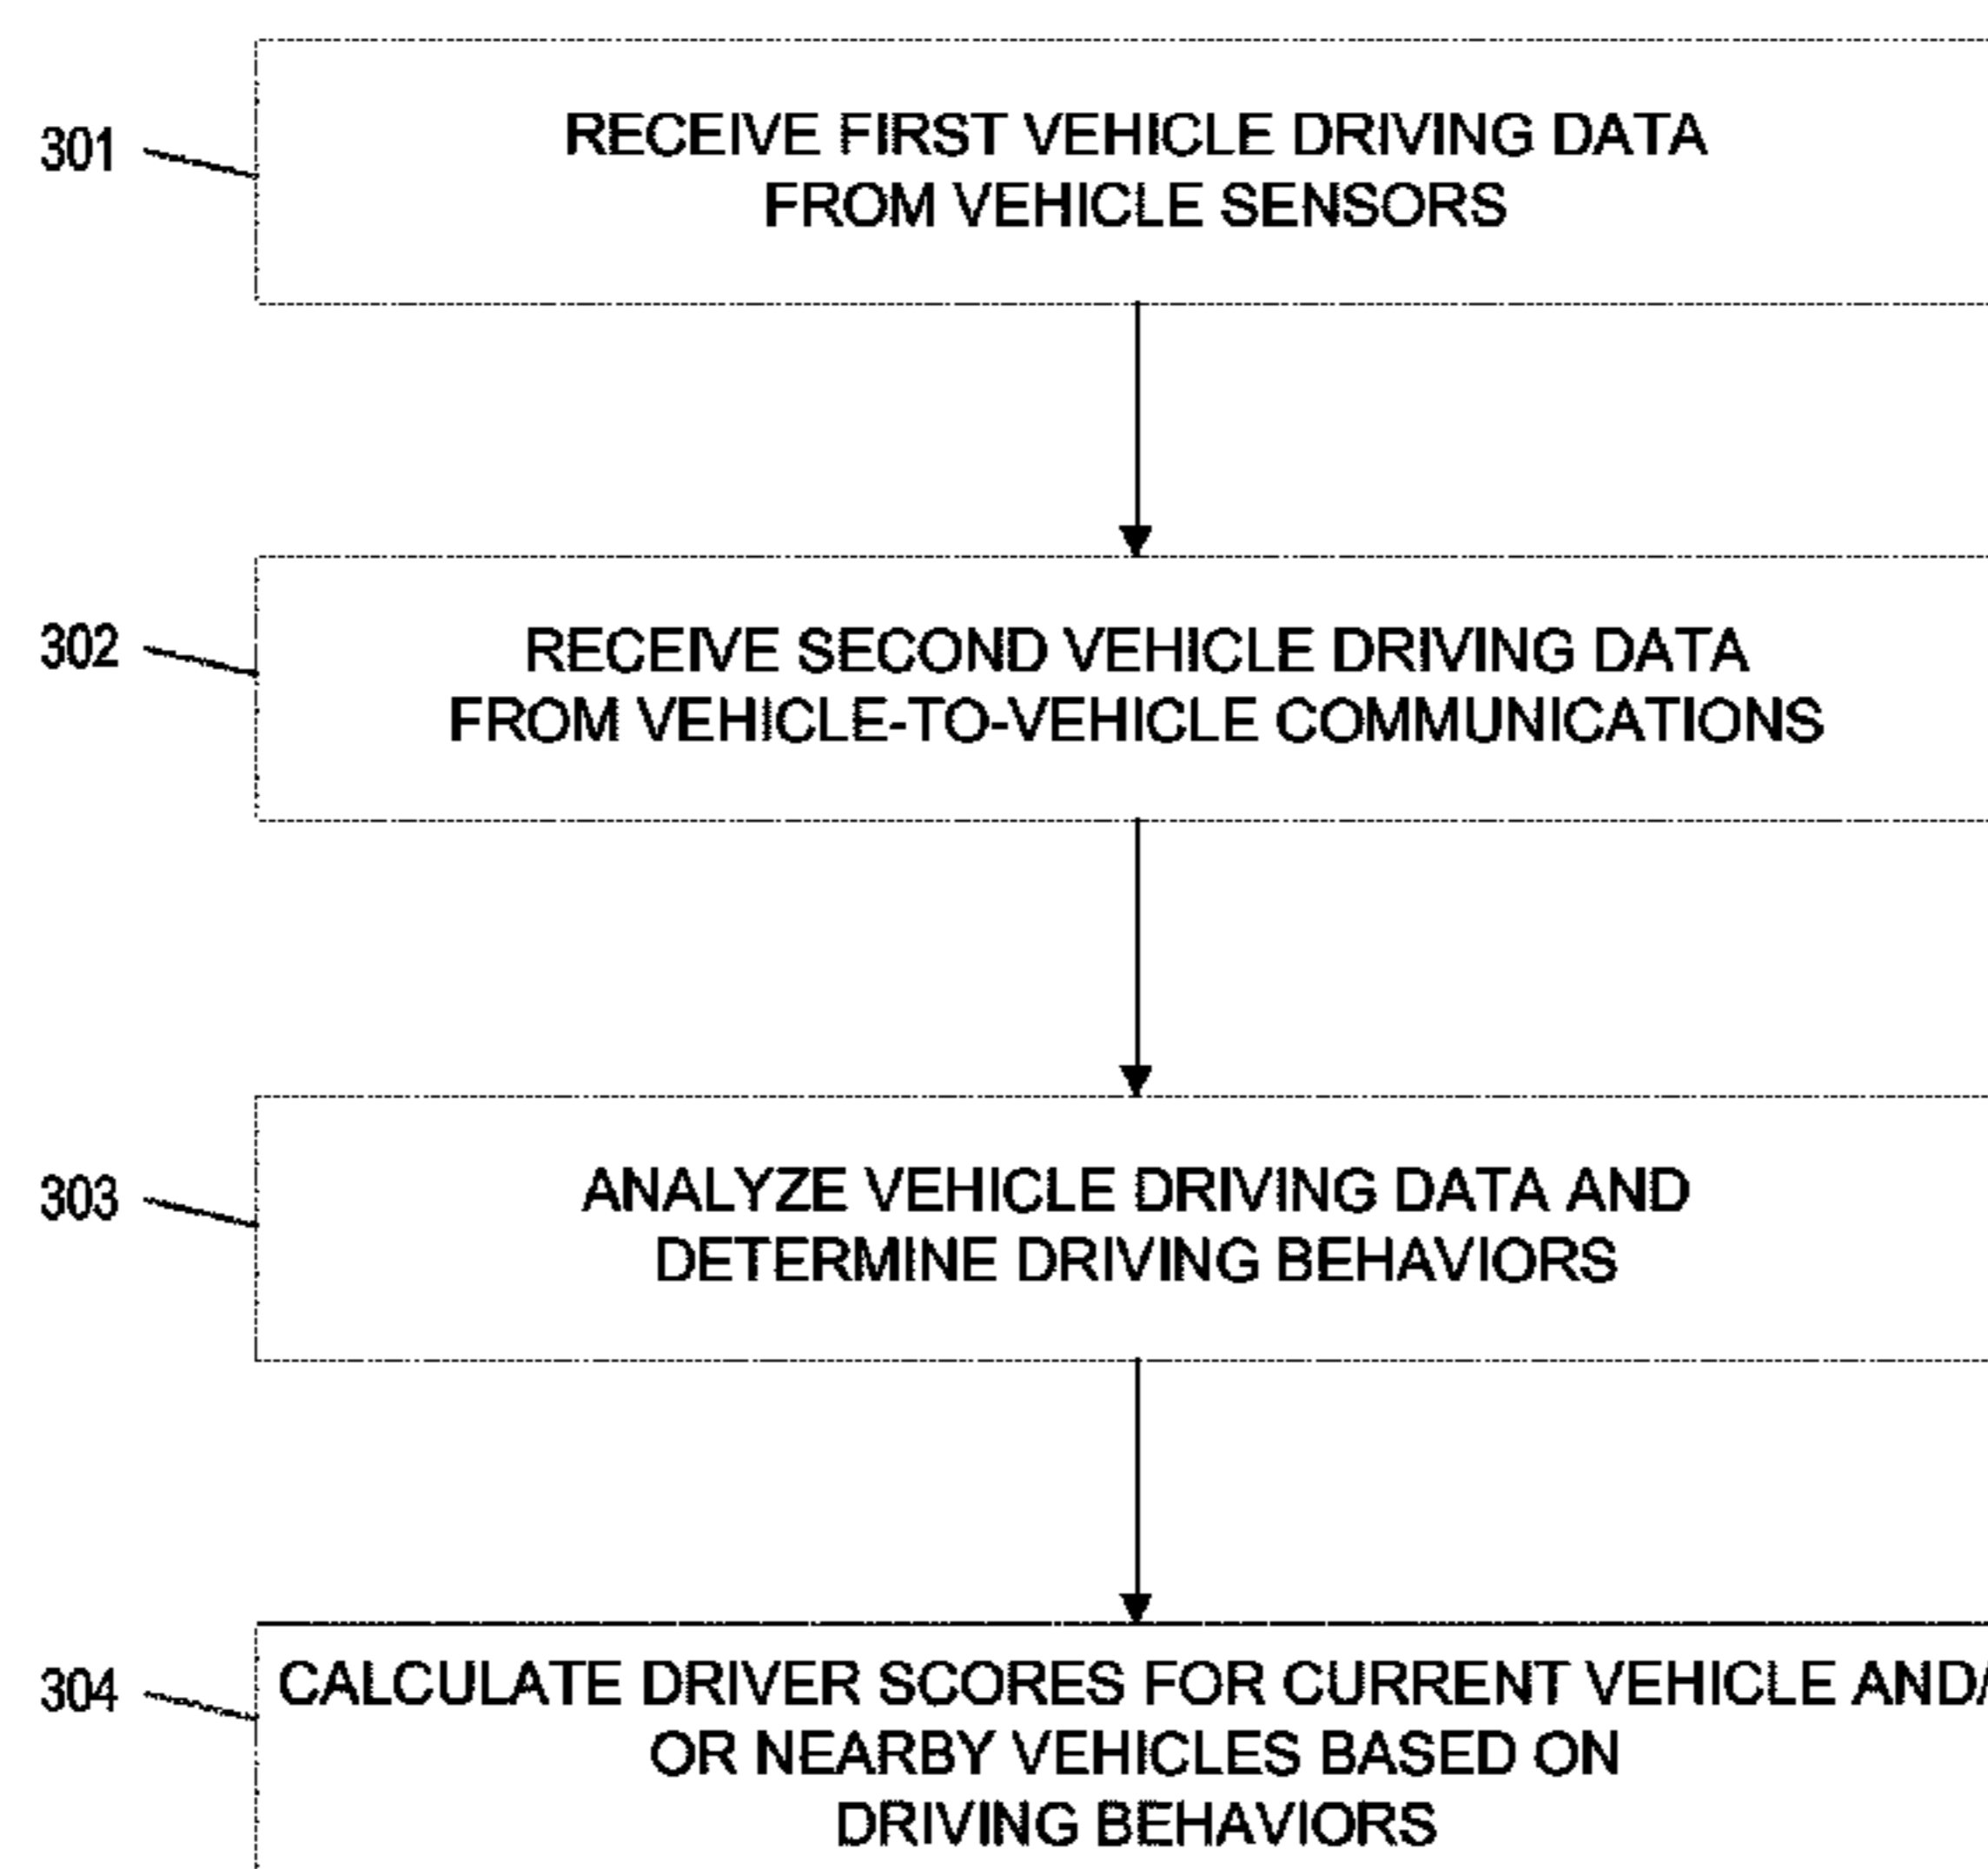 301
RECEIVE FIRST VEHICLE DRIVING DATA
FROM VEHICLE SENSORS
302
RECEIVE SECOND VEHICLE DRIVING DATA
FROM VEHICLE-TO-VEHICLE COMMUNICATIONS
303
ANALYZE VEHICLE DRIVING DATA AND
DETERMINE DRIVING BEHAVIORS
304
CALCULATE DRIVER SCORES FOR CURRENT VEHICLE AND/
OR NEARBY VEHICLES BASED ON
DRIVING BEHAVIORS